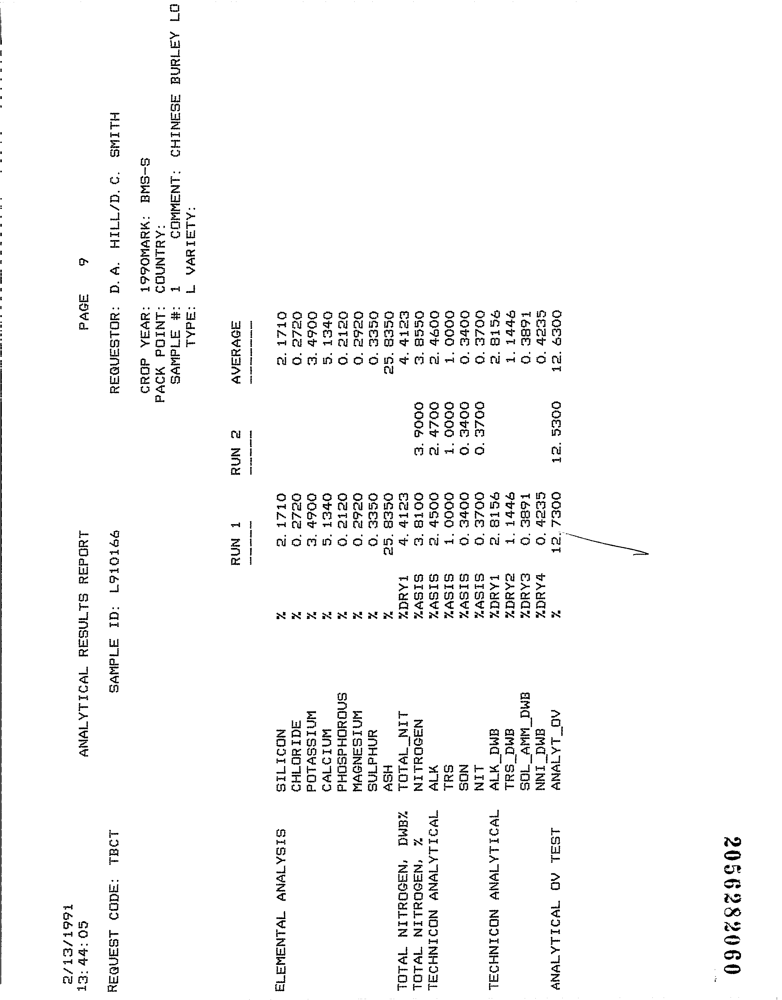 2/13/1991 ANALYTICAL RESULTS REPORT PAGE 9
13:44:05
REQUEST CODE: TBCT SAMPLE ID: L910166 REQUESTOR: D.A. HILL/D.C. SMITH
CROP YEAR: 1990MARK: BMS-S
PACK POINT: COUNTRY:
SAMPLE #: 1 COMMENT: CHINESE BURLEY LO
TYPE: L VARIETY:
RUN 1 RUN 2 AVERAGE
----- ----- -------
ELEMENTAL ANALYSIS SILICON % 2.1710 2.1710
CHLORIDE % 0.2720 0.2720
POTASSIUM % 3.4900 3.4900
CALCIUM % 5.1340 5.1340
PHOSPHOROUS % 0.2120 0.2120
MAGNESIUM % 0.2920 0.2920
SULPHUR % 0.3350 0.3350
ASH % 25.8350 25.8350
TOTAL NITROGEN, DWB% TOTAL_NIT %DRY1 4.4123 4.4123
TOTAL NITROGEN, % NITROGEN %ASIS 3.8100 3.9000 3.8550
TECHNICON ANALYTICAL ALK %ASIS 2.4500 2.4700 2.4600
TRS %ASIS 1.0000 1.0000 1.0000
SON %ASIS 0.3400 0.3400 0.3400
NIT %ASIS 0.3700 0.3700 0.3700
TECHNICON ANALYTICAL ALK_DWB %DRY1 2.8156 2.8156
TRS_DWB %DRY2 1.1446 1.1446
SOL_AMM_DWB %DRY3 0.3891 0.3891
NNI_DWB %DRY4 0.4235 0.4235
ANALYTICAL OV TEST ANALYT_OV % 12.7300 12.5300 12.6300
2056282060